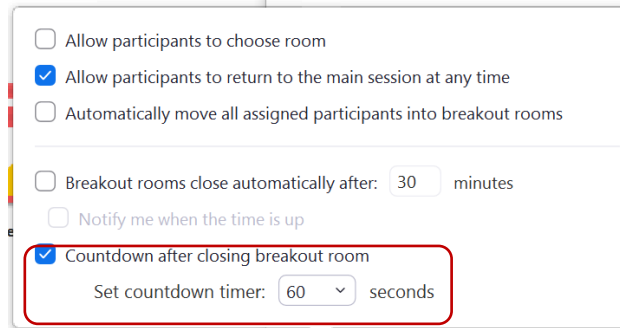 Allow participants to choose room
Allow participants to return to the main session at any time
Automatically move all assigned participants into breakout rooms
Breakout rooms close automatically after: 30 minutes
Notify me when the time is up
Countdown after closing breakout room
Set countdown timer: 60 seconds